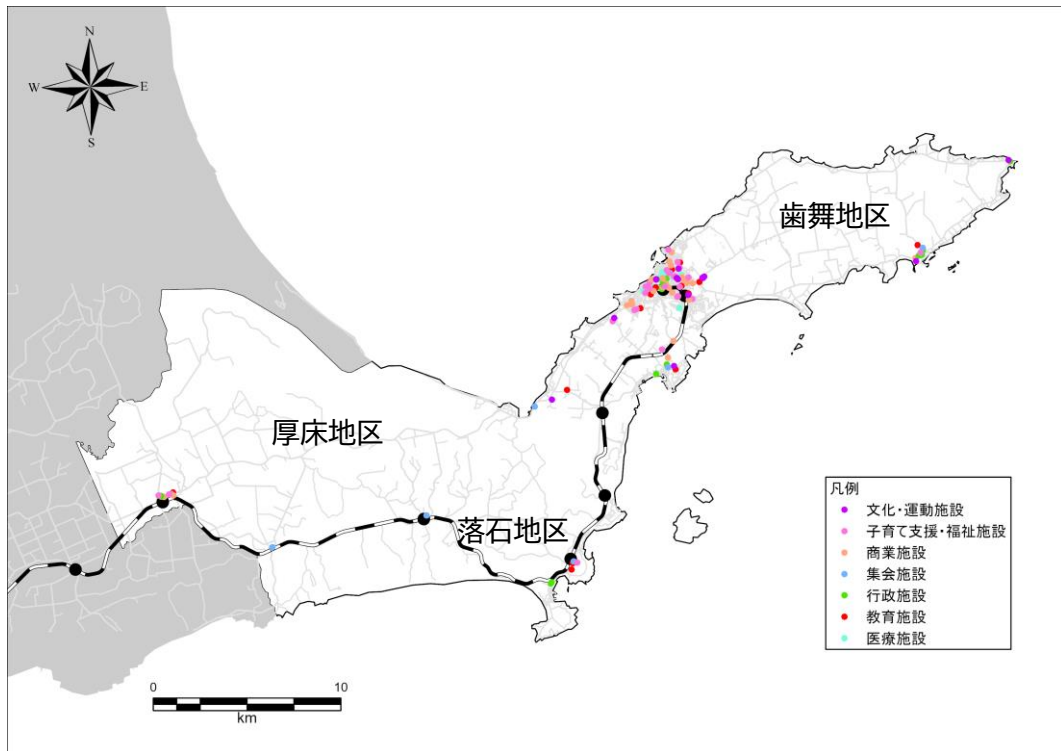 N
W
E
S
歯舞地区
厚床地区
落石地区
凡例
文化・運動施設
子育て支援・福祉施設
商業施設
集会施設
行政施設
教育施設
医療施設
0 10
km